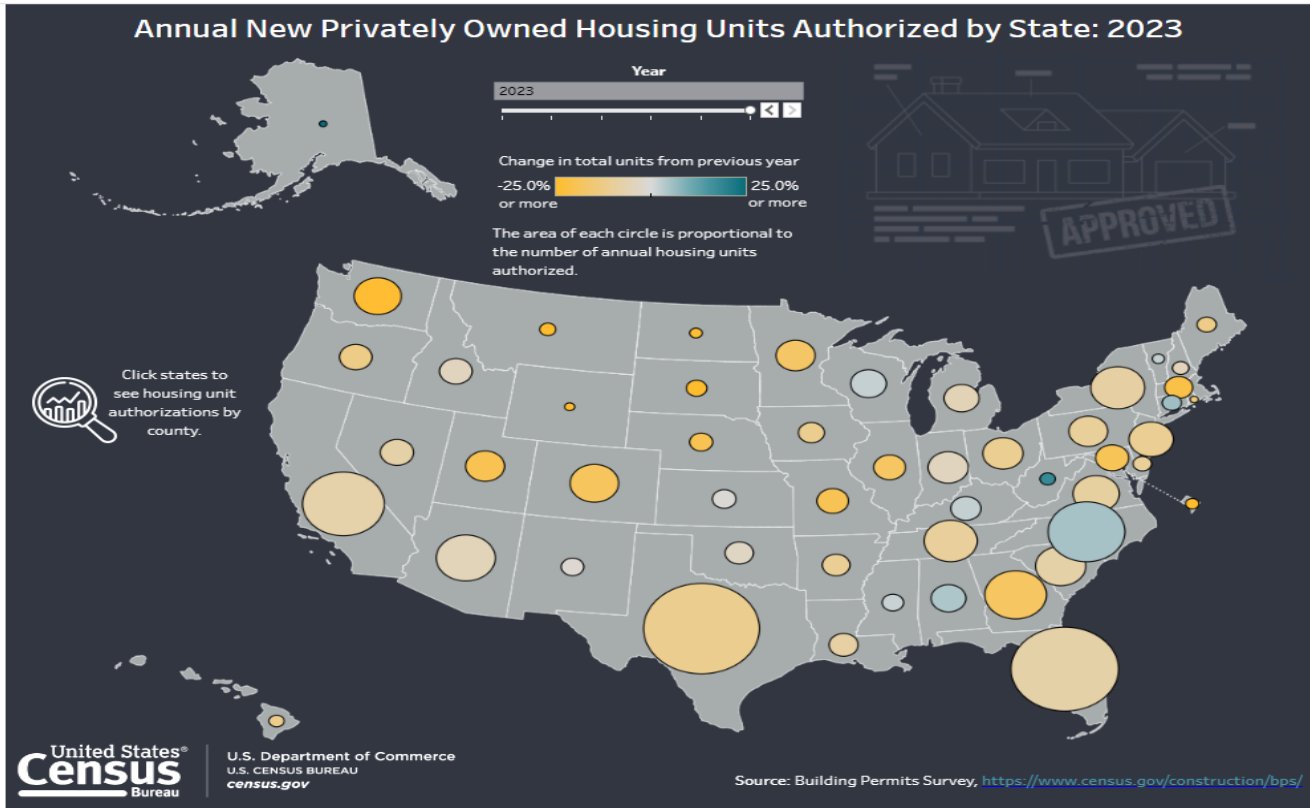 Annual New Privately Owned Housing Units Authorized by State: 2023
Year
2023
Change in total units from previous year
-25.0%
or more
25.0%
or more
The area of each circle is proportional to
the number of annual housing units
authorized.
APPROVED
Click states to
see housing unit
authorizations by
county.
United States®
Census
Bureau
U.S. Department of Commerce
U.S. CENSUS BUREAU
census.gov
Source: Building Permits Survey, https://www.census.gov/construction/bps/